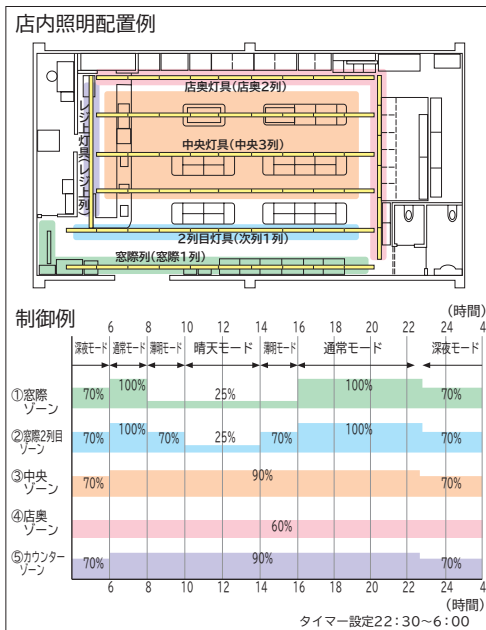 店内照明配置例
店奥灯具(店奥2列)
レジ上灯具(レジ上列)
中央灯具(中央3列)
2列目灯具(次列1列)
窓際列(窓際1列)
制御例
(時間)
6 8 10 12 14 16 18 20 22 24 4
深夜モード 通常モード 薄明モード 晴天モード 薄明モード 通常モード 深夜モード
①窓際ゾーン 70% 100% 25% 100% 70%
②窓際2列目ゾーン 70% 100% 70% 25% 70% 100% 70%
③中央ゾーン 70% 90% 70%
④店奥ゾーン 60%
⑤カウンターゾーン 70% 90% 70%
6 8 10 12 14 16 18 20 22 24 4
(時間)
タイマー設定22:30~6:00